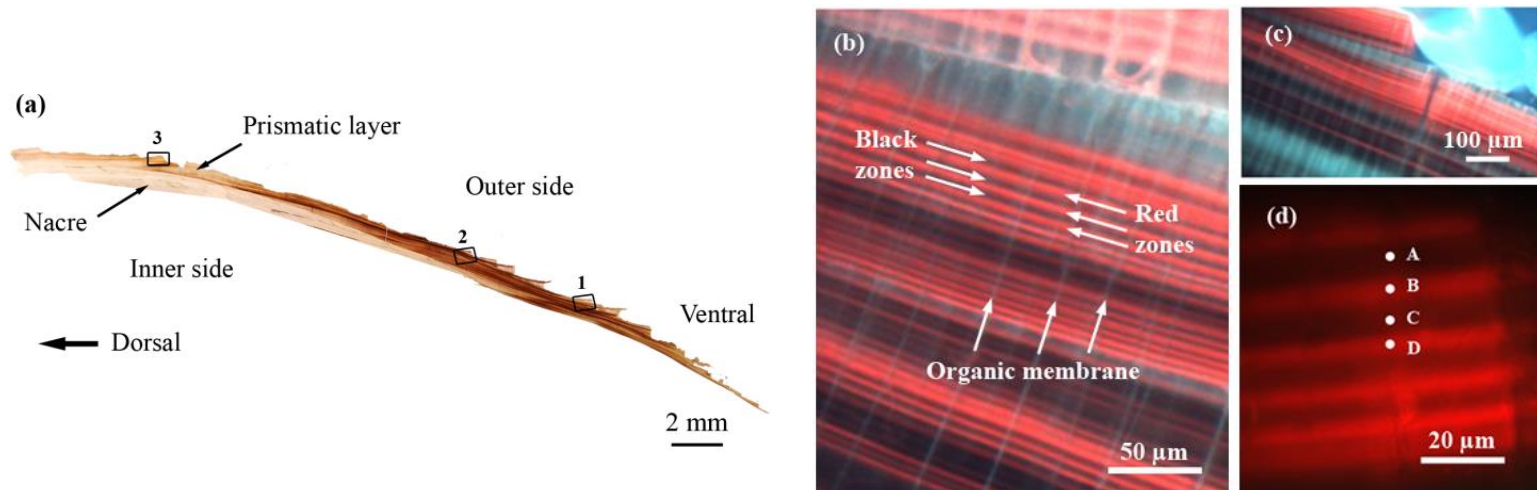 (a)
3
Prismatic layer
Outer side
Nacre
2
Inner side
1
Ventral
Dorsal
2 mm
(b)
Black
zones
Red
zones
Organic membrane
50 µm
(c)
100 µm
(d)
A
B
C
D
20 µm